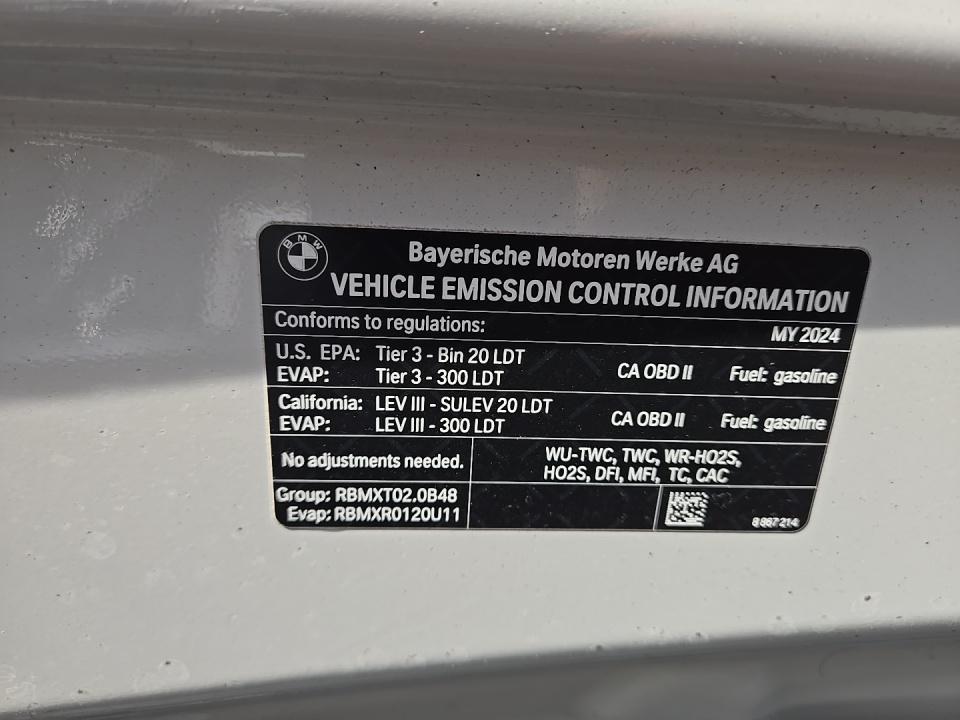 BMW
Bayerische Motoren Werke AG
VEHICLE EMISSION CONTROL INFORMATION
Conforms to regulations: MY 2024
U.S. EPA: Tier 3 - Bin 20 LDT
EVAP: Tier 3 - 300 LDT CA OBD II Fuel: gasoline
California: LEV III - SULEV 20 LDT
EVAP: LEV III - 300 LDT CA OBD II Fuel: gasoline
No adjustments needed. WU-TWC, TWC, WR-HO2S,
HO2S, DFI, MFI, TC, CAC
Group: RBMXT02.0B48
Evap: RBMXR0120U11
8 867 214